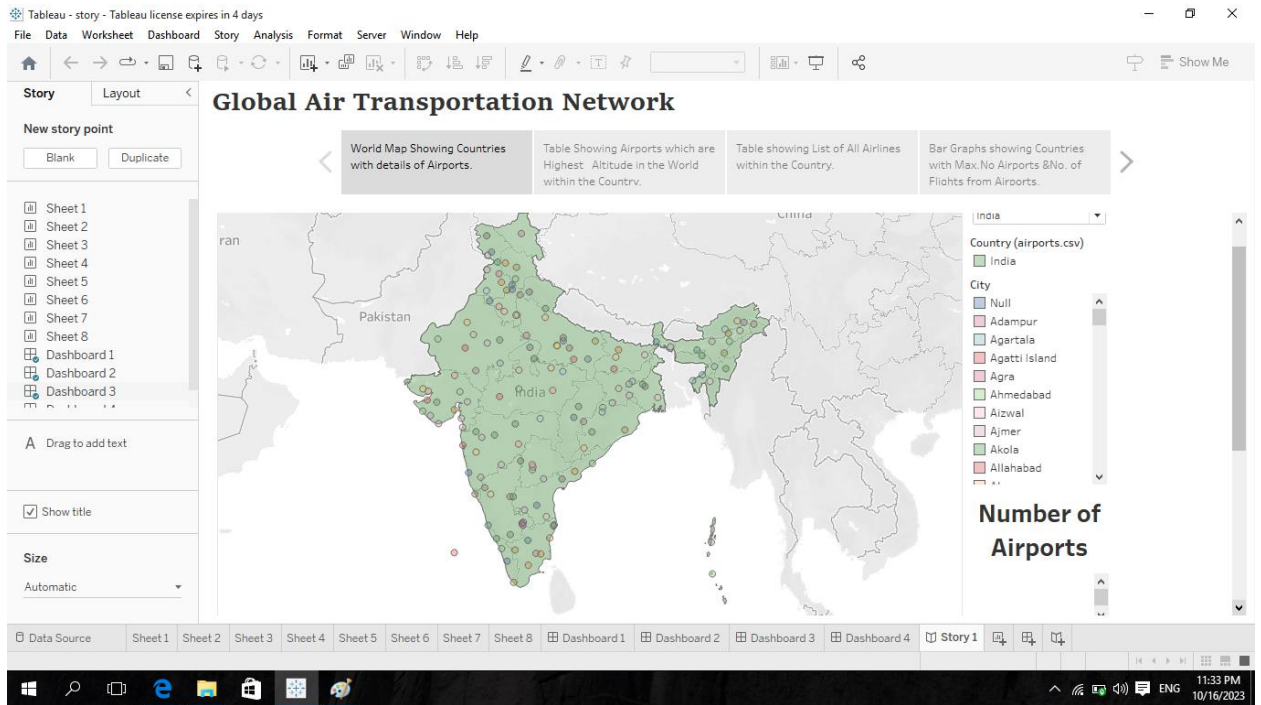 Tableau - story - Tableau license expires in 4 days
File Data Worksheet Dashboard Story Analysis Format Server Window Help
Show Me
Story Layout
Global Air Transportation Network
New story point
Blank Duplicate
World Map Showing Countries
with details of Airports.
Table Showing Airports which are
Highest Altitude in the World
within the Country.
Table showing List of All Airlines
within the Country.
Bar Graphs showing Countries
with Max.No Airports &No. of
Flights from Airports.
Sheet 1
Sheet 2
Sheet 3
Sheet 4
Sheet 5
Sheet 6
Sheet 7
Sheet 8
Dashboard 1
Dashboard 2
Dashboard 3
A Drag to add text
Show title
Size
Automatic
ran
China
Pakistan
India
India
Country (airports.csv)
India
City
Null
Adampur
Agartala
Agatti Island
Agra
Ahmedabad
Aizwal
Ajmer
Akola
Allahabad
Number of
Airports
Data Source Sheet 1 Sheet 2 Sheet 3 Sheet 4 Sheet 5 Sheet 6 Sheet 7 Sheet 8 Dashboard 1 Dashboard 2 Dashboard 3 Dashboard 4 Story 1
ENG
11:33 PM
10/16/2023